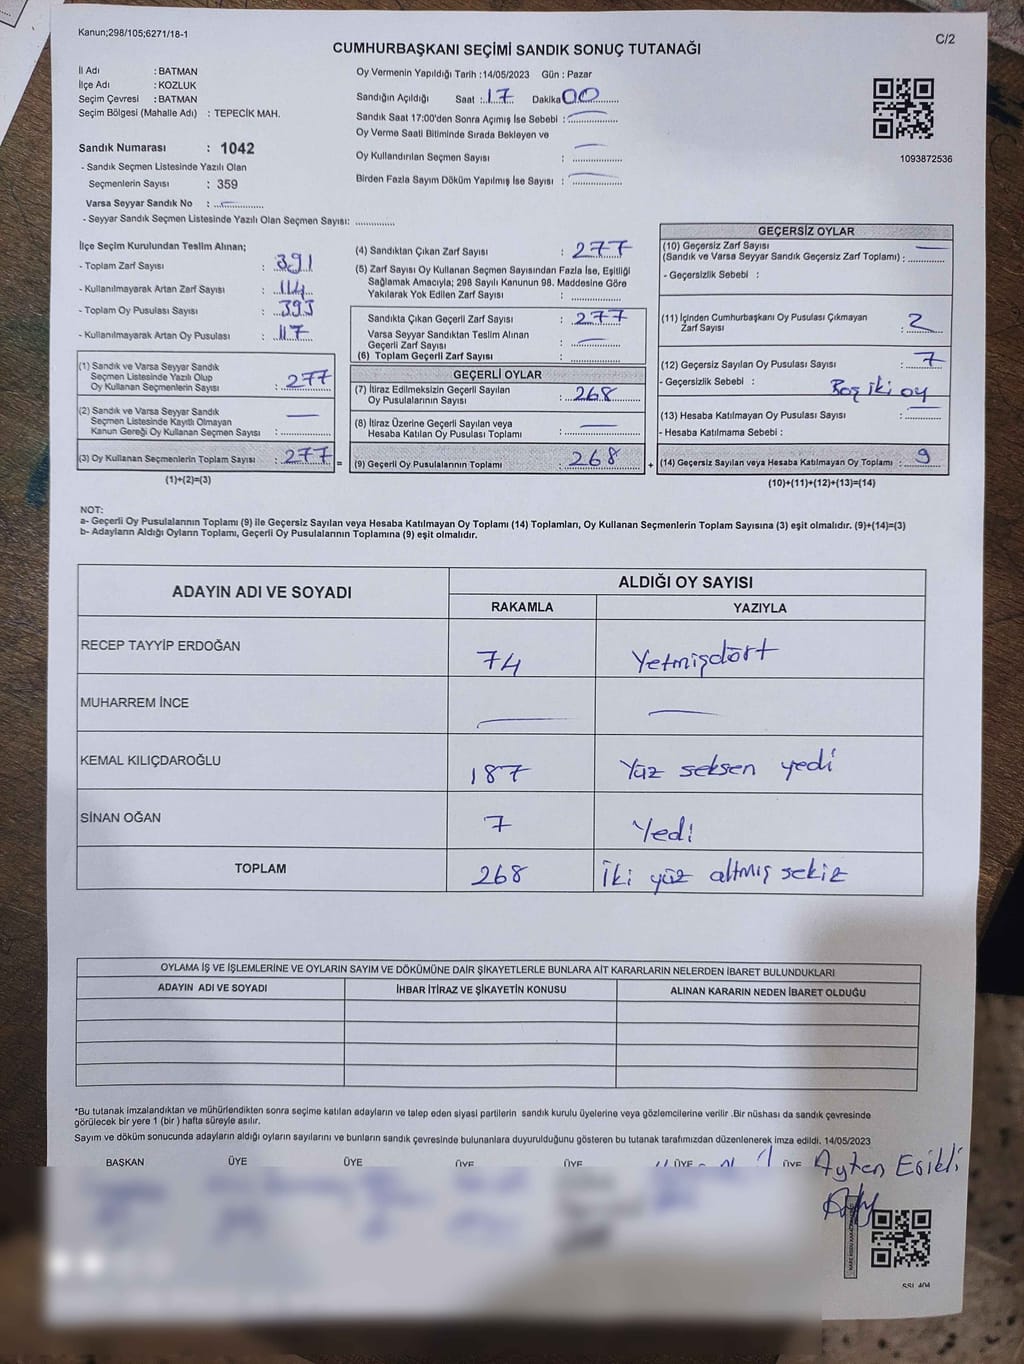 Kanun;298/105;6271/18-1
C/2
CUMHURBAŞKANI SEÇİMİ SANDIK SONUÇ TUTANAĞI
İl Adı : BATMAN
İlçe Adı : KOZLUK
Seçim Çevresi : BATMAN
Seçim Bölgesi (Mahalle Adı) : TEPECİK MAH.
Sandık Numarası : 1042
- Sandık Seçmen Listesinde Yazılı Olan
Seçmenlerin Sayısı : 359
Varsa Seyyar Sandık No :
- Seyyar Sandık Seçmen Listesinde Yazılı Olan Seçmen Sayısı: ..............
Oy Vermenin Yapıldığı Tarih :14/05/2023 Gün : Pazar
Sandığın Açıldığı Saat :.17... Dakika 00
Sandık Saat 17:00'den Sonra Açımış İse Sebebi :
Oy Verme Saati Bitiminde Sırada Bekleyen ve
Oy Kullandırılan Seçmen Sayısı :
Birden Fazla Sayım Döküm Yapılmış İse Sayısı :
1093872536
İlçe Seçim Kurulundan Teslim Alınan;
- Toplam Zarf Sayısı : 391
- Kullanılmayarak Artan Zarf Sayısı : 114
- Toplam Oy Pusulası Sayısı : 393
- Kullanılmayarak Artan Oy Pusulası : 117
(1) Sandık ve Varsa Seyyar Sandık
Seçmen Listesinde Yazılı Olup
Oy Kullanan Seçmenlerin Sayısı : 277
(2) Sandık ve Varsa Seyyar Sandık
Seçmen Listesinde Kayıtlı Olmayan
Kanun Gereği Oy Kullanan Seçmen Sayısı :
(3) Oy Kullanan Seçmenlerin Toplam Sayısı : 277 =
(1)+(2)=(3)
(4) Sandıktan Çıkan Zarf Sayısı : 277
(5) Zarf Sayısı Oy Kullanan Seçmen Sayısından Fazla İse, Eşitliği
Sağlamak Amacıyla; 298 Sayılı Kanunun 98. Maddesine Göre
Yakılarak Yok Edilen Zarf Sayısı :
Sandıkta Çıkan Geçerli Zarf Sayısı : 277
Varsa Seyyar Sandıktan Teslim Alınan
Geçerli Zarf Sayısı :
(6) Toplam Geçerli Zarf Sayısı :
GEÇERLİ OYLAR
(7) İtiraz Edilmeksizin Geçerli Sayılan
Oy Pusulalarının Sayısı : 268
(8) İtiraz Üzerine Geçerli Sayılan veya
Hesaba Katılan Oy Pusulası Toplamı :
(9) Geçerli Oy Pusulalarının Toplamı : 268 +
GEÇERSİZ OYLAR
(10) Geçersiz Zarf Sayısı
(Sandık ve Varsa Seyyar Sandık Geçersiz Zarf Toplamı) :
- Geçersizlik Sebebi :
(11) İçinden Cumhurbaşkanı Oy Pusulası Çıkmayan
Zarf Sayısı : 2
(12) Geçersiz Sayılan Oy Pusulası Sayısı : 7
- Geçersizlik Sebebi : Boş iki oy
(13) Hesaba Katılmayan Oy Pusulası Sayısı :
- Hesaba Katılmama Sebebi :
(14) Geçersiz Sayılan veya Hesaba Katılmayan Oy Toplamı : 9
(10)+(11)+(12)+(13)=(14)
NOT:
a- Geçerli Oy Pusulalarının Toplamı (9) ile Geçersiz Sayılan veya Hesaba Katılmayan Oy Toplamı (14) Toplamları, Oy Kullanan Seçmenlerin Toplam Sayısına (3) eşit olmalıdır. (9)+(14)=(3)
b- Adayların Aldığı Oyların Toplamı, Geçerli Oy Pusulalarının Toplamına (9) eşit olmalıdır.
ADAYIN ADI VE SOYADI
ALDIĞI OY SAYISI
RAKAMLA YAZIYLA
RECEP TAYYİP ERDOĞAN 74 Yetmişdört
MUHARREM İNCE
KEMAL KILIÇDAROĞLU 187 Yüz seksen yedi
SİNAN OĞAN 7 Yedi
TOPLAM 268 İki yüz altmış sekiz
OYLAMA İŞ VE İŞLEMLERİNE VE OYLARIN SAYIM VE DÖKÜMÜNE DAİR ŞİKAYETLERLE BUNLARA AİT KARARLARIN NELERDEN İBARET BULUNDUKLARI
ADAYIN ADI VE SOYADI İHBAR İTİRAZ VE ŞİKAYETİN KONUSU ALINAN KARARIN NEDEN İBARET OLDUĞU
*Bu tutanak imzalandıktan ve mühürlendikten sonra seçime katılan adayların ve talep eden siyasi partilerin sandık kurulu üyelerine veya gözlemcilerine verilir .Bir nüshası da sandık çevresinde
görülecek bir yere 1 (bir ) hafta süreyle asılır.
Sayım ve döküm sonucunda adayların aldığı oyların sayılarını ve bunların sandık çevresinde bulunanlara duyurulduğunu gösteren bu tutanak tarafımızdan düzenlenerek imza edildi. 14/05/2023
BAŞKAN ÜYE ÜYE ÜYE ÜYE ÜYE ÜYE Ayten Esikli